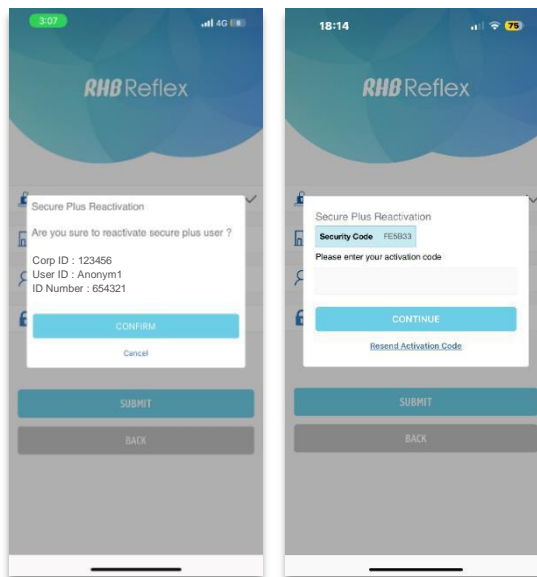 3:07
4G
RHB Reflex
Secure Plus Reactivation
Are you sure to reactivate secure plus user ?
Corp ID : 123456
User ID : Anonym1
ID Number : 654321
CONFIRM
Cancel
SUBMIT
BACK
18:14
75
RHB Reflex
Secure Plus Reactivation
Security Code FE5B33
Please enter your activation code
CONTINUE
Resend Activation Code
SUBMIT
BACK